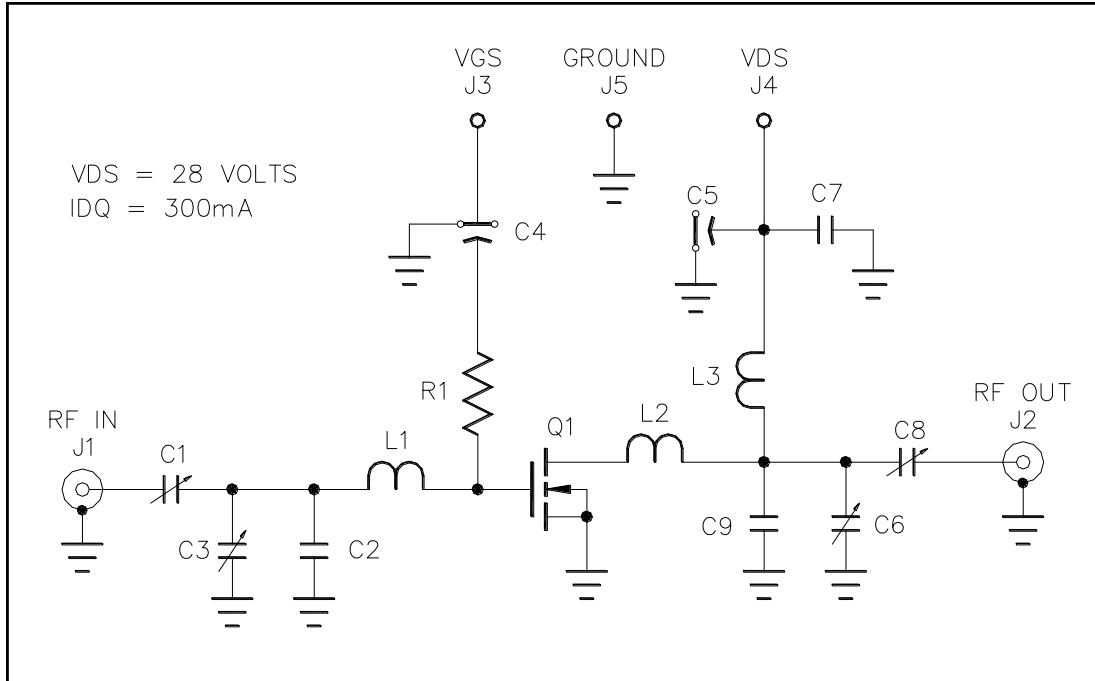 VGS
J3
GROUND
J5
VDS
J4
VDS = 28 VOLTS
IDQ = 300mA
C4
C5
C7
R1
L3
RF IN
J1
C1
L1
Q1
L2
C8
RF OUT
J2
C3
C2
C9
C6